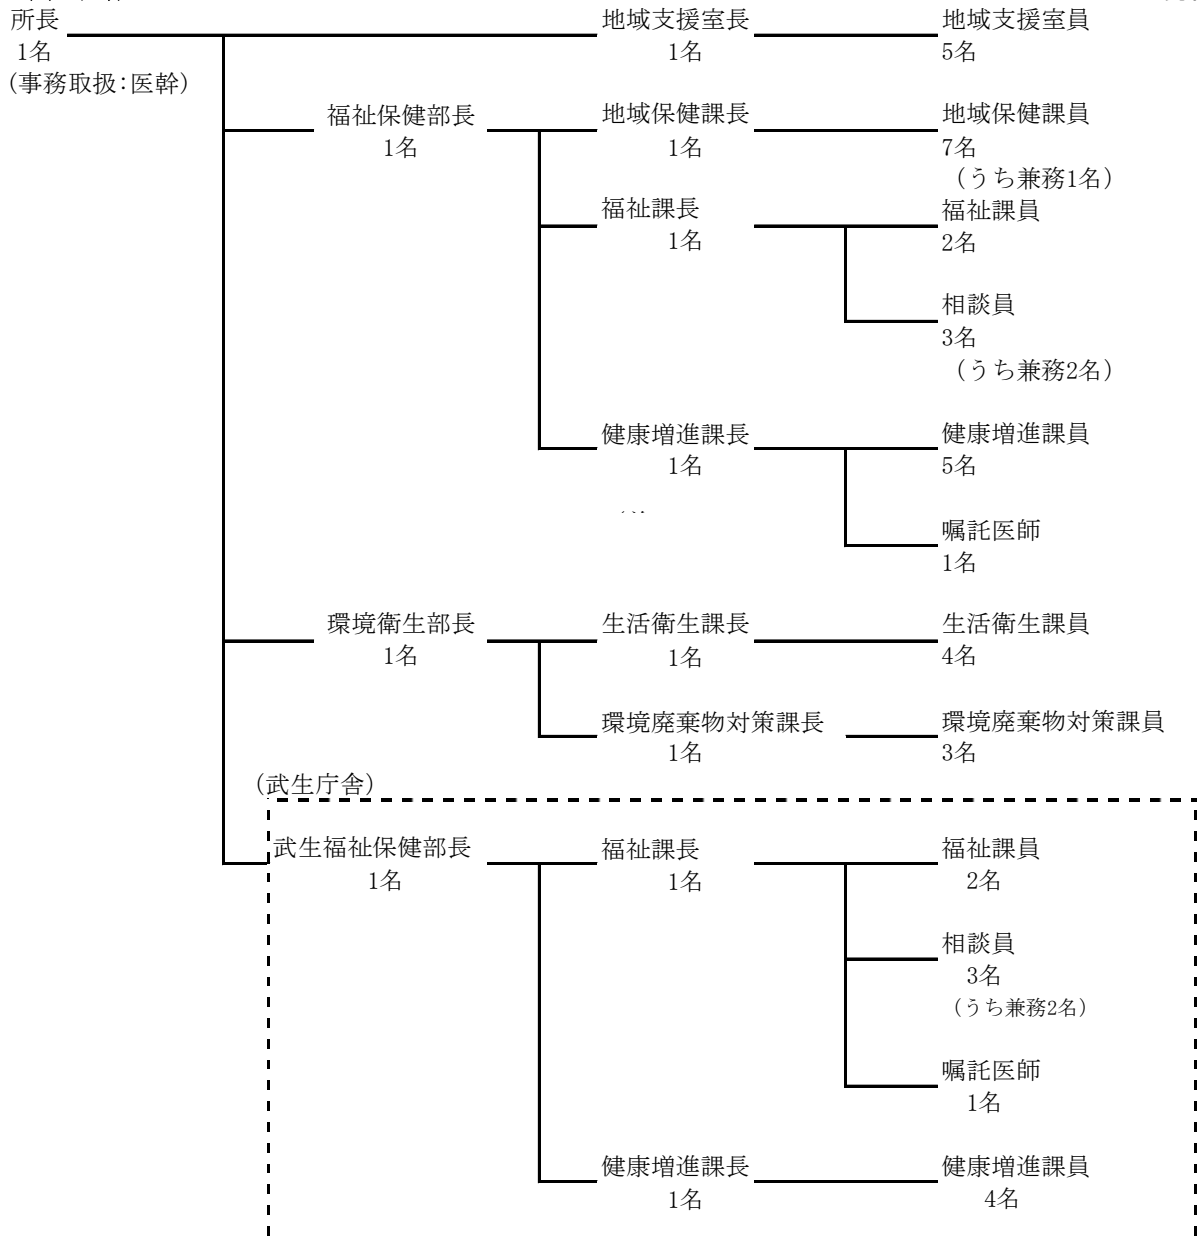 所長
1名
(事務取扱:医幹)
地域支援室長
1名
地域支援室員
5名
福祉保健部長
1名
地域保健課長
1名
地域保健課員
7名
(うち兼務1名)
福祉課長
1名
福祉課員
2名
相談員
3名
(うち兼務2名)
健康増進課長
1名
健康増進課員
5名
嘱託医師
1名
環境衛生部長
1名
生活衛生課長
1名
生活衛生課員
4名
環境廃棄物対策課長
1名
環境廃棄物対策課員
3名
(武生庁舎)
武生福祉保健部長
1名
福祉課長
1名
福祉課員
2名
相談員
3名
(うち兼務2名)
嘱託医師
1名
健康増進課長
1名
健康増進課員
4名